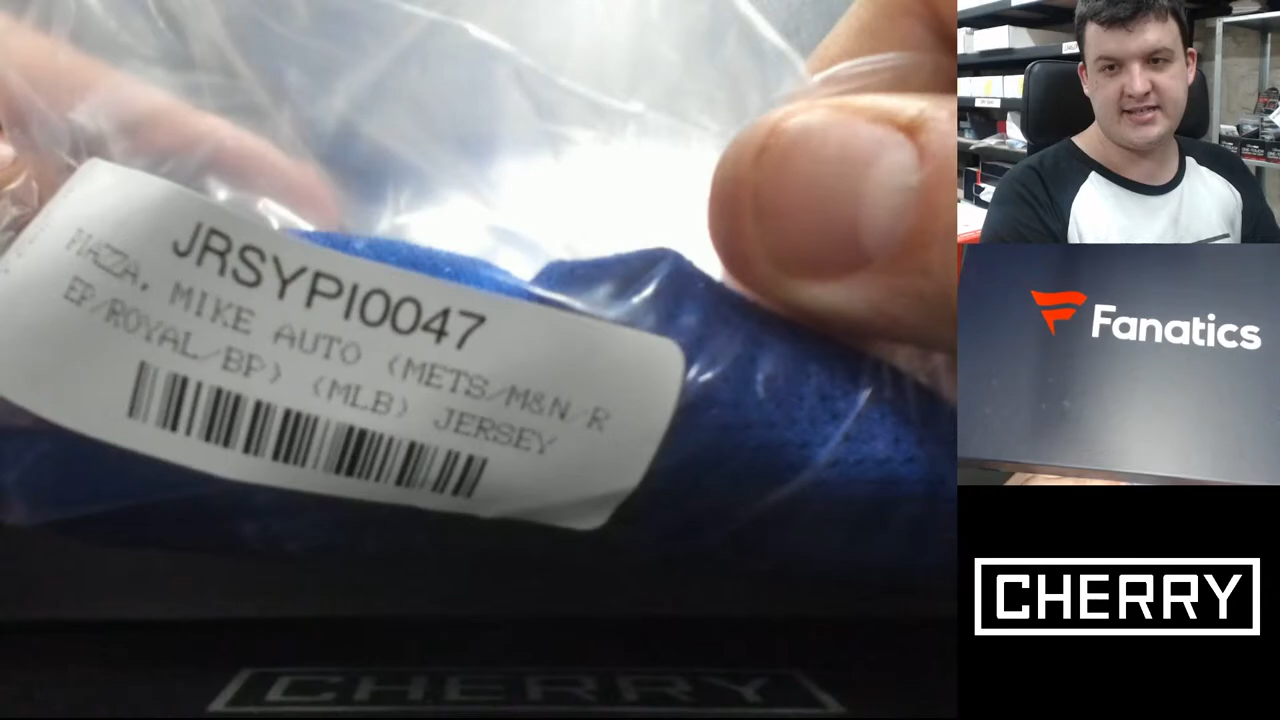 JRSYPI0047
PIAZZA, MIKE AUTO (METS/M&N/R
EP/ROYAL/BP) (MLB) JERSEY
Fanatics
CHERRY
CHERRY